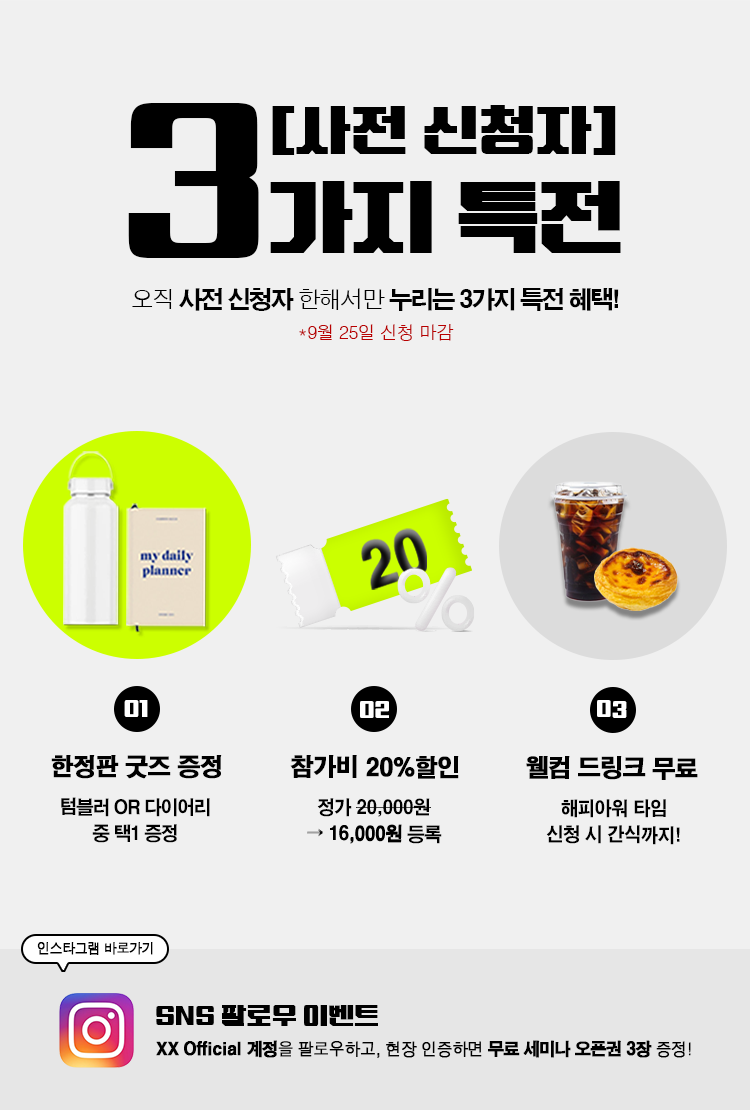 3
[사전 신청자]
가지 특전
오직 사전 신청자 한해서만 누리는 3가지 특전 혜택!
*9월 25일 신청 마감
my daily
planner
20%
01
한정판 굿즈 증정
텀블러 OR 다이어리
중 택1 증정
02
참가비 20%할인
정가 20,000원
→ 16,000원 등록
03
웰컴 드링크 무료
해피아워 타임
신청 시 간식까지!
인스타그램 바로가기
SNS 팔로우 이벤트
XX Official 계정을 팔로우하고, 현장 인증하면 무료 세미나 오픈권 3장 증정!